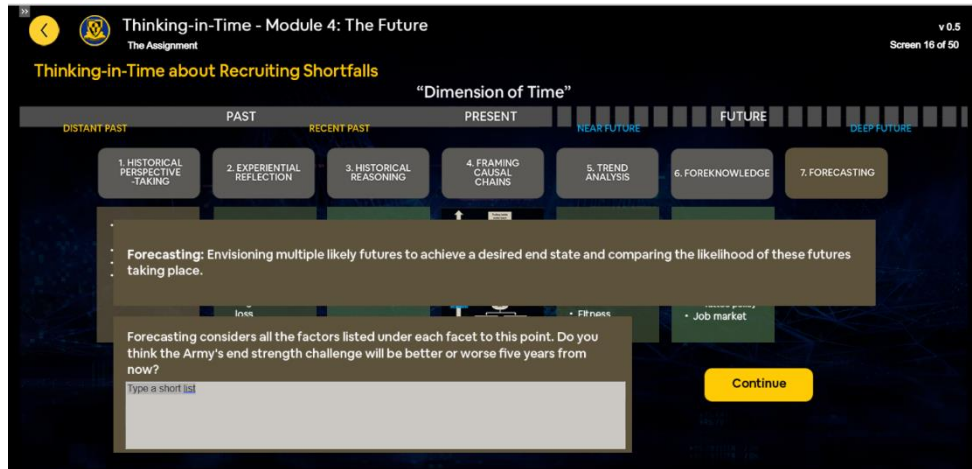 Thinking-in-Time - Module 4: The Future
v 0.5
The Assignment
Screen 16 of 50
Thinking-in-Time about Recruiting Shortfalls
“Dimension of Time”
PAST
PRESENT
FUTURE
DISTANT PAST
RECENT PAST
NEAR FUTURE
DEEP FUTURE
1. HISTORICAL
PERSPECTIVE
-TAKING
2. EXPERIENTIAL
REFLECTION
3. HISTORICAL
REASONING
4. FRAMING
CAUSAL
CHAINS
5. TREND
ANALYSIS
6. FOREKNOWLEDGE
7. FORECASTING
Forecasting: Envisioning multiple likely futures to achieve a desired end state and comparing the likelihood of these futures
taking place.
loss
• Fitness
• Job market
Forecasting considers all the factors listed under each facet to this point. Do you
think the Army's end strength challenge will be better or worse five years from
now?
Type a short list
Continue